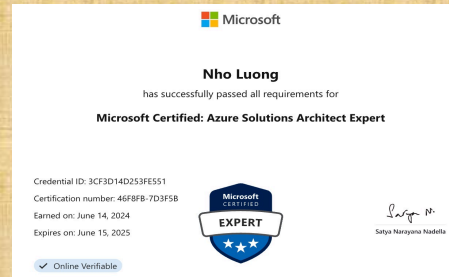 Microsoft
Nho Luong
has successfully passed all requirements for
Microsoft Certified: Azure Solutions Architect Expert
Credential ID: 3CF3D14D253FE551
Certification number: 46F8FB-7D3F5B
Earned on: June 14, 2024
Expires on: June 15, 2025
Online Verifiable
Microsoft
CERTIFIED
EXPERT
Satya N.
Satya Narayana Nadella